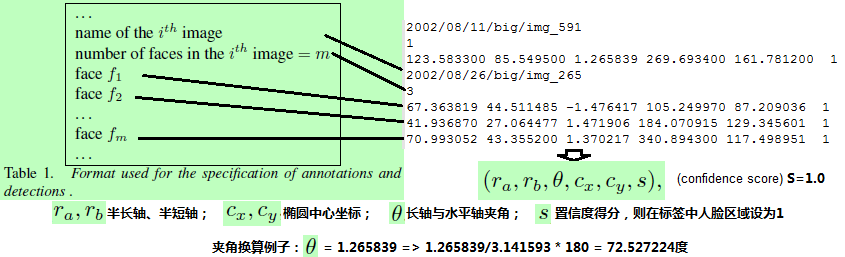 ...
name of the i^th image
number of faces in the i^th image = m
face f_1
face f_2
...
face f_m
...
Table 1. Format used for the specification of annotations and
detections .
2002/08/11/big/img_591
1
123.583300 85.549500 1.265839 269.693400 161.781200 1
2002/08/26/big/img_265
3
67.363819 44.511485 -1.476417 105.249970 87.209036 1
41.936870 27.064477 1.471906 184.070915 129.345601 1
70.993052 43.355200 1.370217 340.894300 117.498951 1
(r_a, r_b, θ, c_x, c_y, s), (confidence score) S=1.0
r_a, r_b 半长轴、半短轴； c_x, c_y 椭圆中心坐标； θ 长轴与水平轴夹角； s 置信度得分，则在标签中人脸区域设为1
夹角换算例子：θ = 1.265839 => 1.265839/3.141593 * 180 = 72.527224度